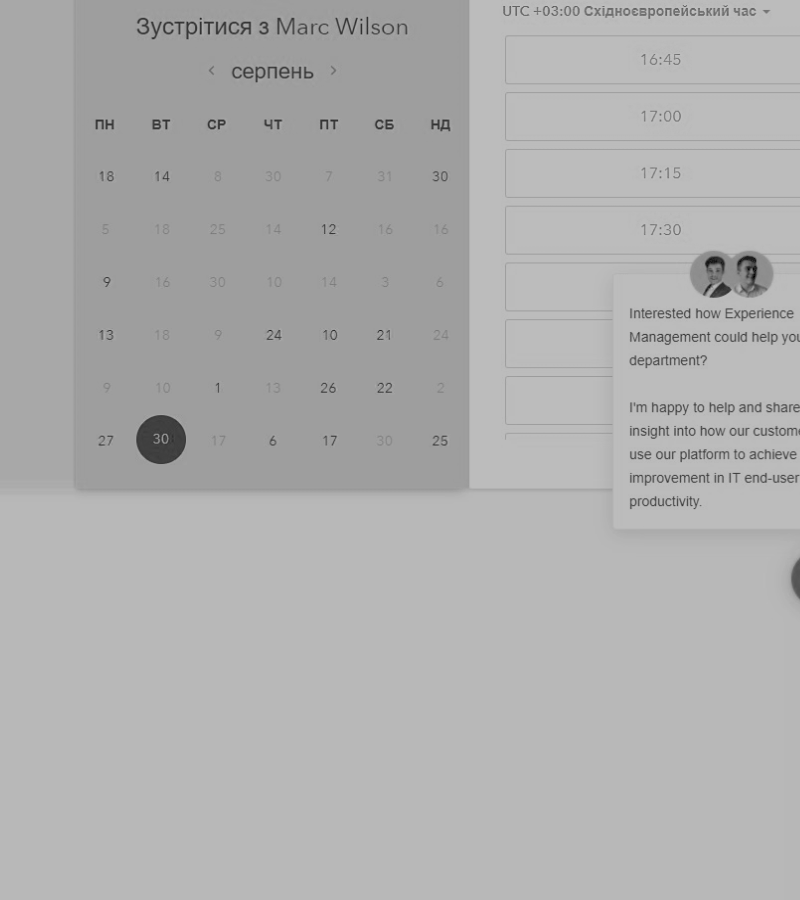 Зустрітися з Marc Wilson
серпень
ПН ВТ СР ЧТ ПТ СБ НД
18 14 8 30 7 31 30
5 18 25 14 12 16 16
9 16 30 10 14 3 6
13 18 9 24 10 21 24
9 10 1 13 26 22 2
27 30 17 6 17 30 25
UTC +03:00 Східноєвропейський час
16:45
17:00
17:15
17:30
Interested how Experience
Management could help you
department?
I'm happy to help and share
insight into how our custome
use our platform to achieve
improvement in IT end-user
productivity.